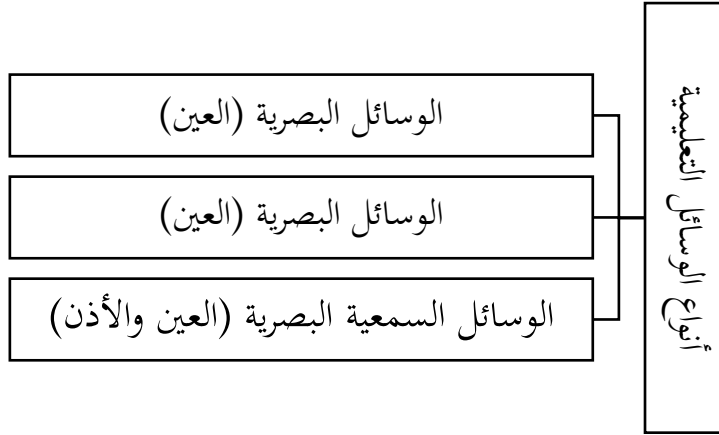 أنواع الوسائل التعليمية
الوسائل البصرية (العين)
الوسائل البصرية (العين)
الوسائل السمعية البصرية (العين والأذن)